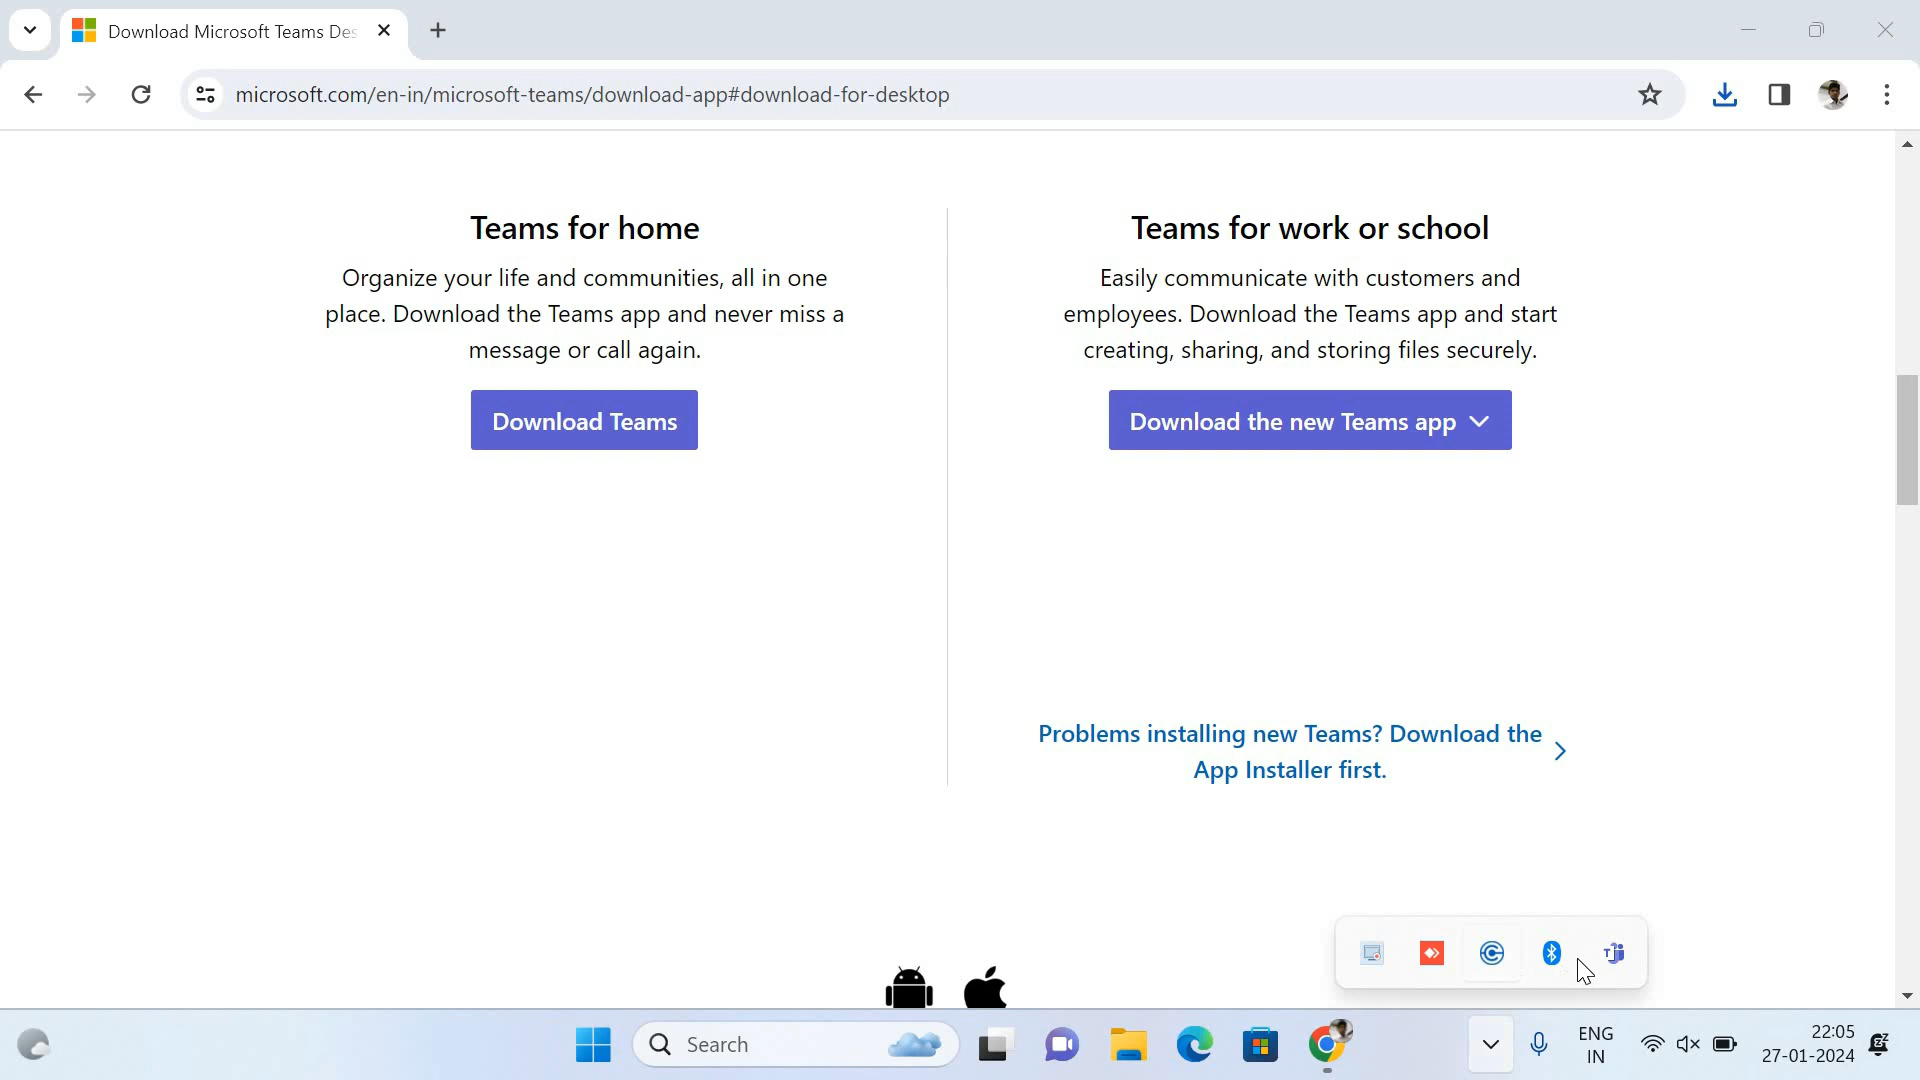 Download Microsoft Teams Des
microsoft.com/en-in/microsoft-teams/download-app#download-for-desktop
Teams for home
Organize your life and communities, all in one
place. Download the Teams app and never miss a
message or call again.
Download Teams
Teams for work or school
Easily communicate with customers and
employees. Download the Teams app and start
creating, sharing, and storing files securely.
Download the new Teams app
Problems installing new Teams? Download the
App Installer first.
Search
ENG
IN
22:05
27-01-2024